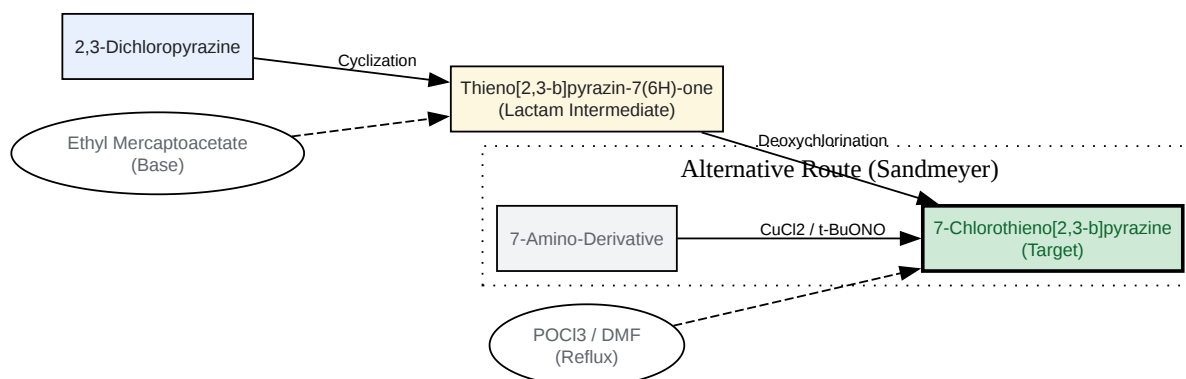 2,3-Dichloropyrazine
Cyclization
Thieno[2,3-b]pyrazin-7(6H)-one
(Lactam Intermediate)
Ethyl Mercaptoacetate
(Base)
Deoxychlorination
Alternative Route (Sandmeyer)
7-Amino-Derivative
CuCl2 / t-BuONO
7-Chlorothieno[2,3-b]pyrazine
(Target)
POCl3 / DMF
(Reflux)